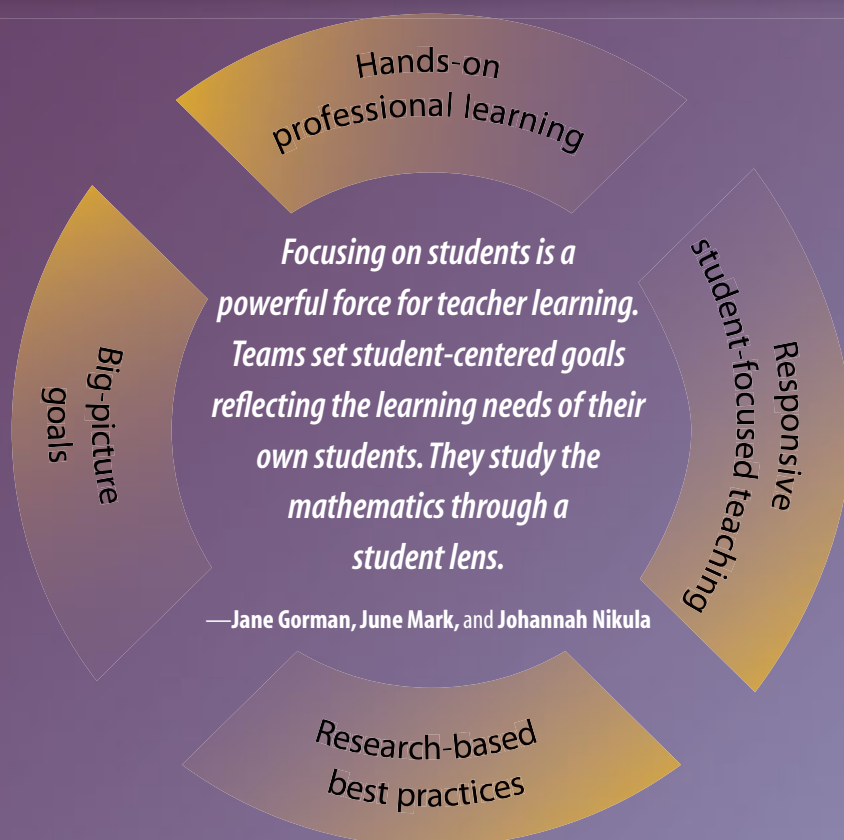 Hands-on
professional learning
Responsive
student-focused teaching
Focusing on students is a
powerful force for teacher learning.
Teams set student-centered goals
reflecting the learning needs of their
own students. They study the
mathematics through a
student lens.
—Jane Gorman, June Mark, and Johannah Nikula
Big-picture
goals
Research-based
best practices